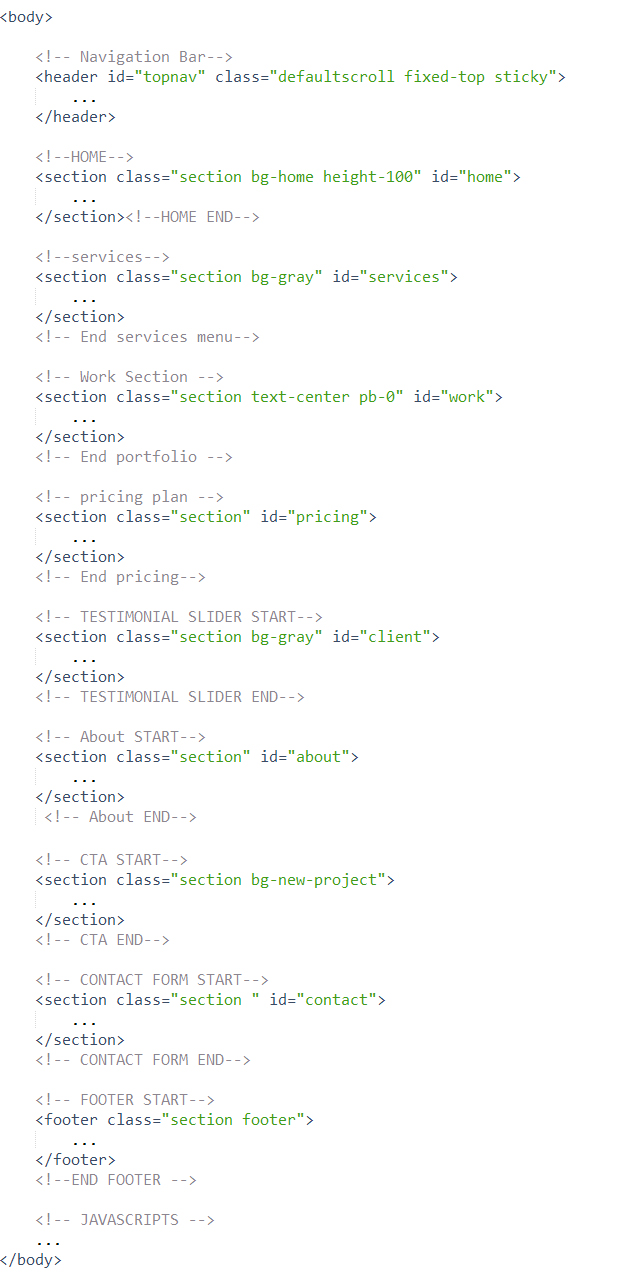 <body>
<!-- Navigation Bar-->
<header id="topnav" class="defaultscroll fixed-top sticky">
...
</header>
<!--HOME-->
<section class="section bg-home height-100" id="home">
...
</section><!--HOME END-->
<!--services-->
<section class="section bg-gray" id="services">
...
</section>
<!-- End services menu-->
<!-- Work Section -->
<section class="section text-center pb-0" id="work">
...
</section>
<!-- End portfolio -->
<!-- pricing plan -->
<section class="section" id="pricing">
...
</section>
<!-- End pricing-->
<!-- TESTIMONIAL SLIDER START-->
<section class="section bg-gray" id="client">
...
</section>
<!-- TESTIMONIAL SLIDER END-->
<!-- About START-->
<section class="section" id="about">
...
</section>
<!-- About END-->
<!-- CTA START-->
<section class="section bg-new-project">
...
</section>
<!-- CTA END-->
<!-- CONTACT FORM START-->
<section class="section " id="contact">
...
</section>
<!-- CONTACT FORM END-->
<!-- FOOTER START-->
<footer class="section footer">
...
</footer>
<!--END FOOTER -->
<!-- JAVASCRIPTS -->
...
</body>